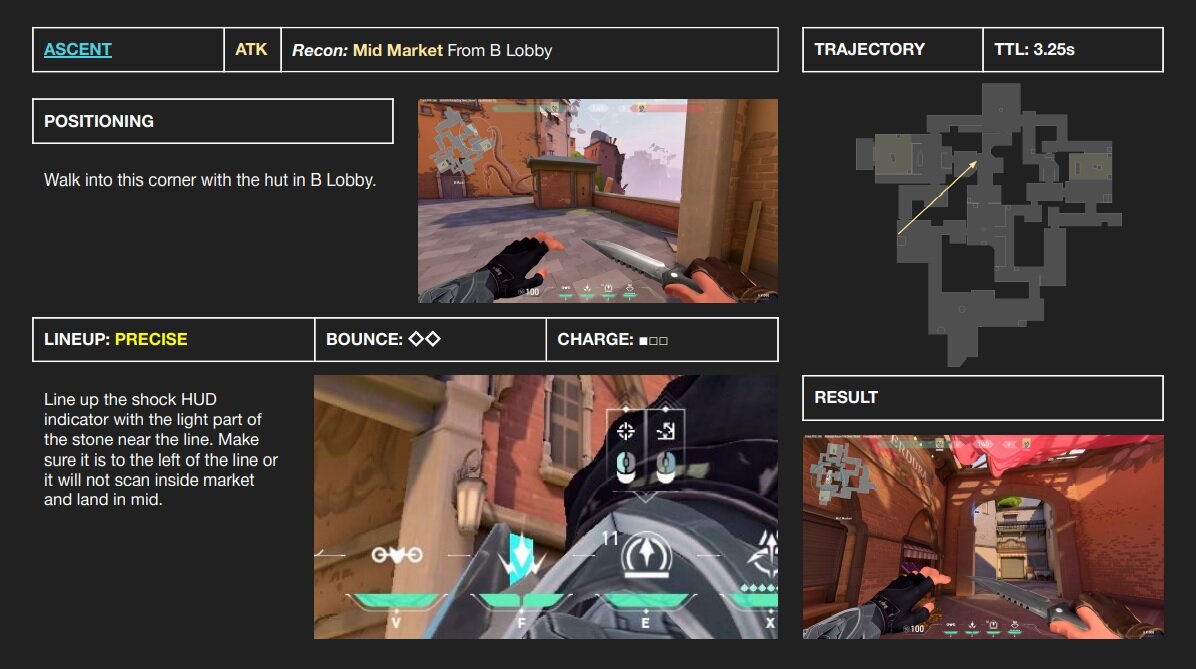 ASCENT
ATK
Recon: Mid Market From B Lobby
TRAJECTORY
TTL: 3.25s
POSITIONING
Walk into this corner with the hut in B Lobby.
100
LINEUP: PRECISE
BOUNCE: ◇◇
CHARGE: ■□□
Line up the shock HUD
indicator with the light part of
the stone near the line. Make
sure it is to the left of the line or
it will not scan inside market
and land in mid.
11
V
F
E
X
RESULT
Mid Market
100